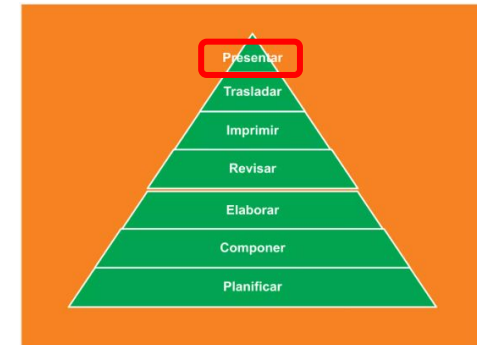 Presentar
Trasladar
Imprimir
Revisar
Elaborar
Componer
Planificar